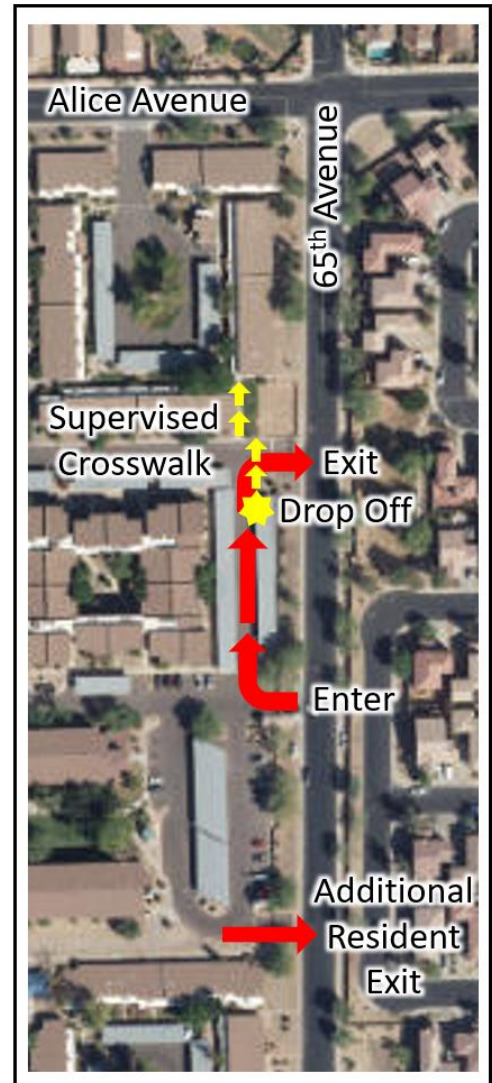 Alice Avenue
65th Avenue
Supervised
Crosswalk
Exit
Drop Off
Enter
Additional
Resident
Exit